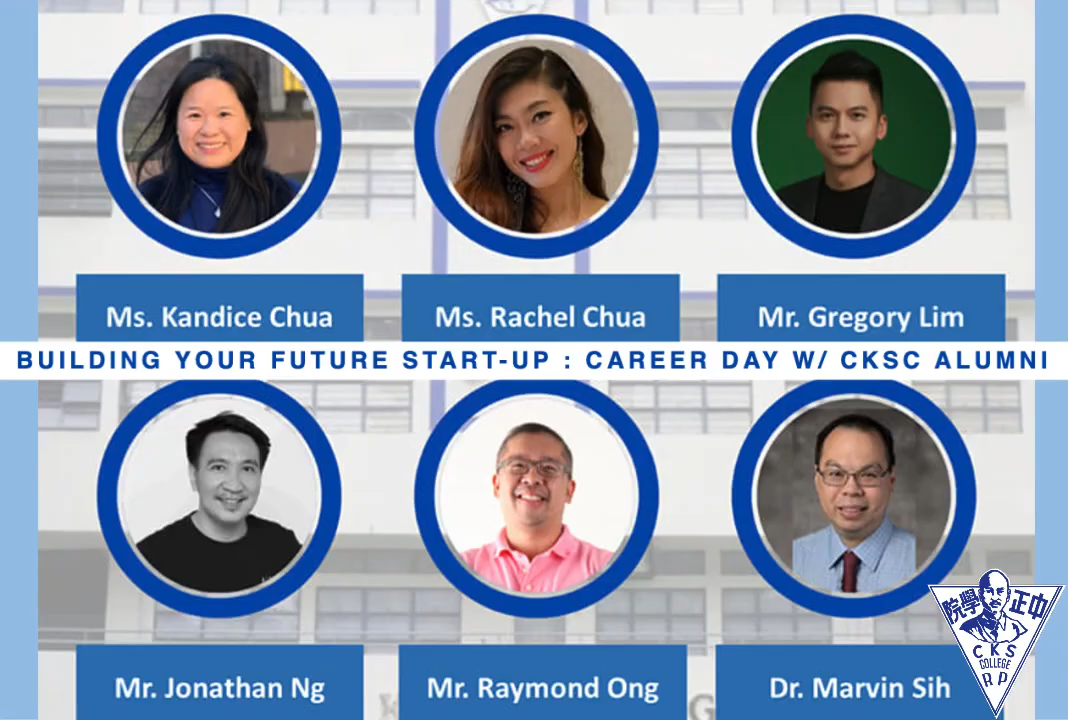 Ms. Kandice Chua
Ms. Rachel Chua
Mr. Gregory Lim
BUILDING YOUR FUTURE START-UP : CAREER DAY W/ CKSC ALUMNI
Mr. Jonathan Ng
Mr. Raymond Ong
Dr. Marvin Sih
院學 正中
CKS
COLLEGE
RP